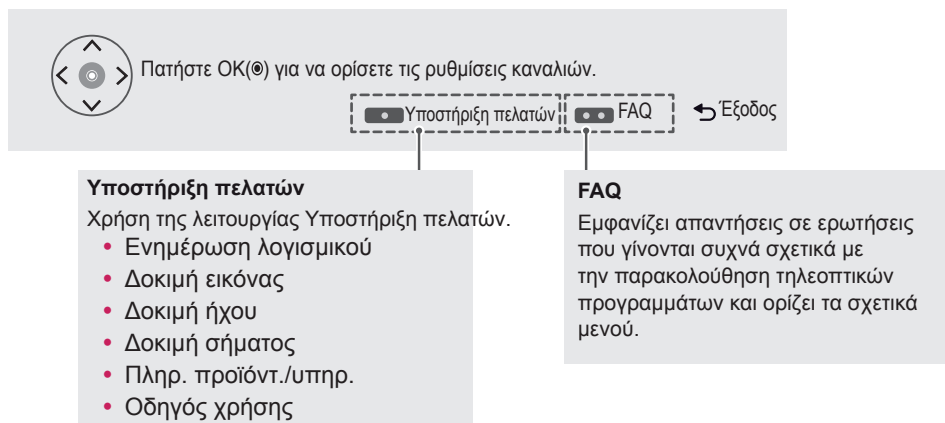 Πατήστε OK(◉) για να ορίσετε τις ρυθμίσεις καναλιών.
Υποστήριξη πελατών
FAQ
Έξοδος
Υποστήριξη πελατών
Χρήση της λειτουργίας Υποστήριξη πελατών.
• Ενημέρωση λογισμικού
• Δοκιμή εικόνας
• Δοκιμή ήχου
• Δοκιμή σήματος
• Πληρ. προϊόντ./υπηρ.
• Οδηγός χρήσης
FAQ
Εμφανίζει απαντήσεις σε ερωτήσεις
που γίνονται συχνά σχετικά με
την παρακολούθηση τηλεοπτικών
προγραμμάτων και ορίζει τα σχετικά
μενού.